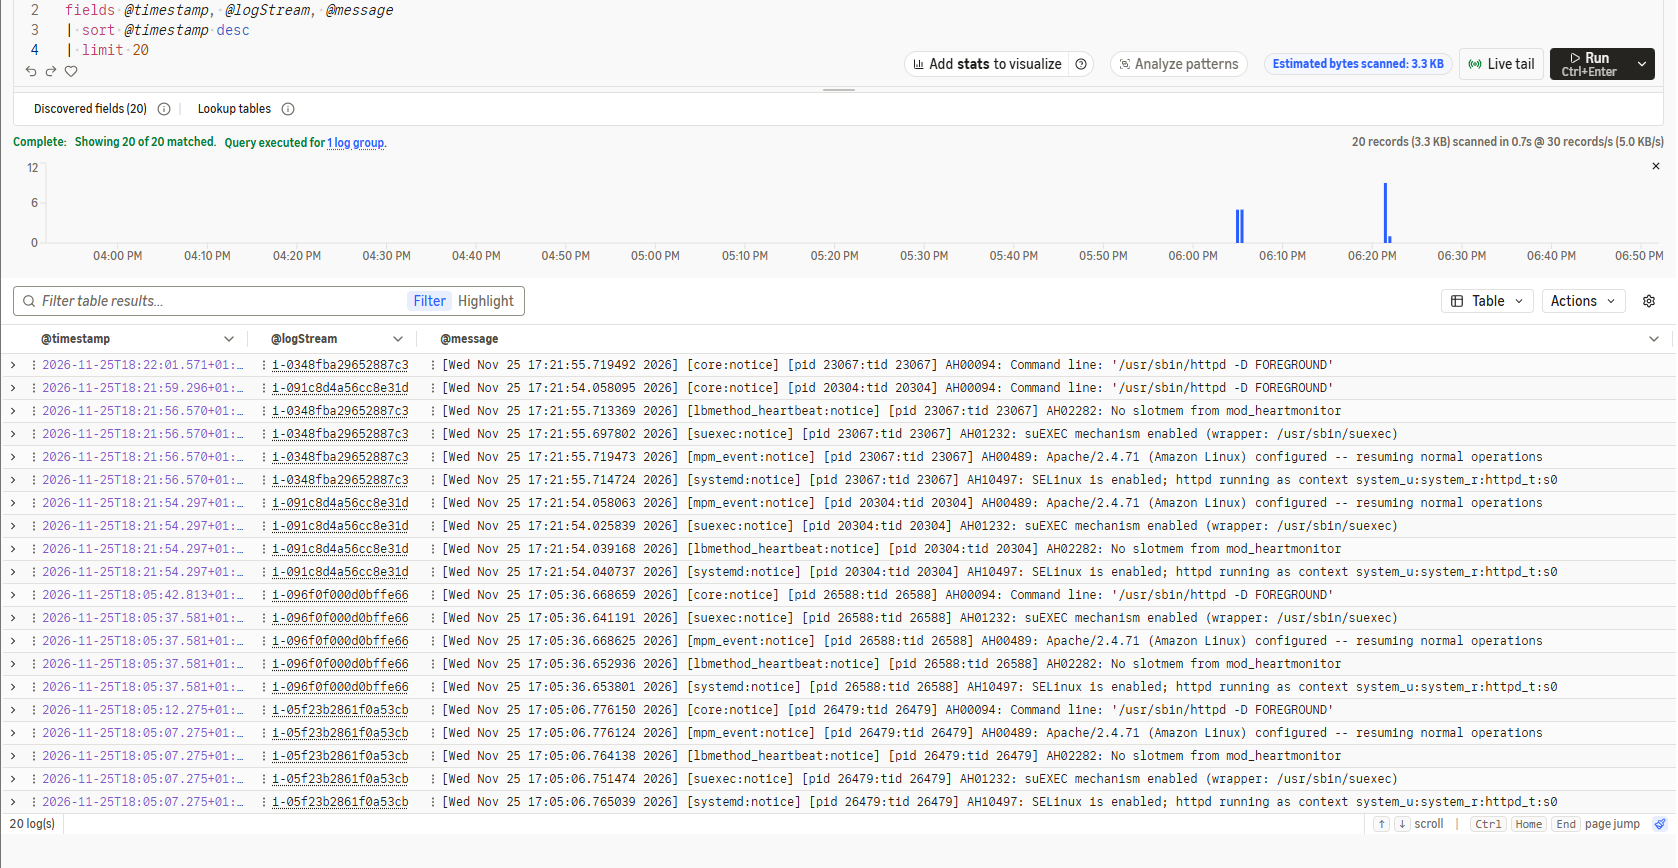 2 fields @timestamp, @logStream, @message
3 | sort @timestamp desc
4 | limit 20
Add stats to visualize
Analyze patterns
Estimated bytes scanned: 3.3 KB
Live tail
Run
Ctrl+Enter
Discovered fields (20)
Lookup tables
Complete: Showing 20 of 20 matched. Query executed for 1 log group.
20 records (3.3 KB) scanned in 0.7s @ 30 records/s (5.0 KB/s)
12
6
0
04:00 PM 04:10 PM 04:20 PM 04:30 PM 04:40 PM 04:50 PM 05:00 PM 05:10 PM 05:20 PM 05:30 PM 05:40 PM 05:50 PM 06:00 PM 06:10 PM 06:20 PM 06:30 PM 06:40 PM 06:50 PM
Filter table results... Filter Highlight
Table
Actions
@timestamp @logStream @message
2026-11-25T18:22:01.571+01:… i-0348fba29652887c3 [Wed Nov 25 17:21:55.719492 2026] [core:notice] [pid 23067:tid 23067] AH00094: Command line: '/usr/sbin/httpd -D FOREGROUND'
2026-11-25T18:21:59.296+01:… i-091c8d4a56cc8e31d [Wed Nov 25 17:21:54.058095 2026] [core:notice] [pid 20304:tid 20304] AH00094: Command line: '/usr/sbin/httpd -D FOREGROUND'
2026-11-25T18:21:56.570+01:… i-0348fba29652887c3 [Wed Nov 25 17:21:55.713369 2026] [lbmethod_heartbeat:notice] [pid 23067:tid 23067] AH02282: No slotmem from mod_heartmonitor
2026-11-25T18:21:56.570+01:… i-0348fba29652887c3 [Wed Nov 25 17:21:55.697802 2026] [suexec:notice] [pid 23067:tid 23067] AH01232: suEXEC mechanism enabled (wrapper: /usr/sbin/suexec)
2026-11-25T18:21:56.570+01:… i-0348fba29652887c3 [Wed Nov 25 17:21:55.719473 2026] [mpm_event:notice] [pid 23067:tid 23067] AH00489: Apache/2.4.71 (Amazon Linux) configured -- resuming normal operations
2026-11-25T18:21:56.570+01:… i-0348fba29652887c3 [Wed Nov 25 17:21:55.714724 2026] [systemd:notice] [pid 23067:tid 23067] AH10497: SELinux is enabled; httpd running as context system_u:system_r:httpd_t:s0
2026-11-25T18:21:54.297+01:… i-091c8d4a56cc8e31d [Wed Nov 25 17:21:54.058063 2026] [mpm_event:notice] [pid 20304:tid 20304] AH00489: Apache/2.4.71 (Amazon Linux) configured -- resuming normal operations
2026-11-25T18:21:54.297+01:… i-091c8d4a56cc8e31d [Wed Nov 25 17:21:54.025839 2026] [suexec:notice] [pid 20304:tid 20304] AH01232: suEXEC mechanism enabled (wrapper: /usr/sbin/suexec)
2026-11-25T18:21:54.297+01:… i-091c8d4a56cc8e31d [Wed Nov 25 17:21:54.039168 2026] [lbmethod_heartbeat:notice] [pid 20304:tid 20304] AH02282: No slotmem from mod_heartmonitor
2026-11-25T18:21:54.297+01:… i-091c8d4a56cc8e31d [Wed Nov 25 17:21:54.040737 2026] [systemd:notice] [pid 20304:tid 20304] AH10497: SELinux is enabled; httpd running as context system_u:system_r:httpd_t:s0
2026-11-25T18:05:42.813+01:… i-096f0f000d0bffe66 [Wed Nov 25 17:05:36.668659 2026] [core:notice] [pid 26588:tid 26588] AH00094: Command line: '/usr/sbin/httpd -D FOREGROUND'
2026-11-25T18:05:37.581+01:… i-096f0f000d0bffe66 [Wed Nov 25 17:05:36.641191 2026] [suexec:notice] [pid 26588:tid 26588] AH01232: suEXEC mechanism enabled (wrapper: /usr/sbin/suexec)
2026-11-25T18:05:37.581+01:… i-096f0f000d0bffe66 [Wed Nov 25 17:05:36.668625 2026] [mpm_event:notice] [pid 26588:tid 26588] AH00489: Apache/2.4.71 (Amazon Linux) configured -- resuming normal operations
2026-11-25T18:05:37.581+01:… i-096f0f000d0bffe66 [Wed Nov 25 17:05:36.652936 2026] [lbmethod_heartbeat:notice] [pid 26588:tid 26588] AH02282: No slotmem from mod_heartmonitor
2026-11-25T18:05:37.581+01:… i-096f0f000d0bffe66 [Wed Nov 25 17:05:36.653801 2026] [systemd:notice] [pid 26588:tid 26588] AH10497: SELinux is enabled; httpd running as context system_u:system_r:httpd_t:s0
2026-11-25T18:05:12.275+01:… i-05f23b2861f0a53cb [Wed Nov 25 17:05:06.776150 2026] [core:notice] [pid 26479:tid 26479] AH00094: Command line: '/usr/sbin/httpd -D FOREGROUND'
2026-11-25T18:05:07.275+01:… i-05f23b2861f0a53cb [Wed Nov 25 17:05:06.776124 2026] [mpm_event:notice] [pid 26479:tid 26479] AH00489: Apache/2.4.71 (Amazon Linux) configured -- resuming normal operations
2026-11-25T18:05:07.275+01:… i-05f23b2861f0a53cb [Wed Nov 25 17:05:06.764138 2026] [lbmethod_heartbeat:notice] [pid 26479:tid 26479] AH02282: No slotmem from mod_heartmonitor
2026-11-25T18:05:07.275+01:… i-05f23b2861f0a53cb [Wed Nov 25 17:05:06.751474 2026] [suexec:notice] [pid 26479:tid 26479] AH01232: suEXEC mechanism enabled (wrapper: /usr/sbin/suexec)
2026-11-25T18:05:07.275+01:… i-05f23b2861f0a53cb [Wed Nov 25 17:05:06.765039 2026] [systemd:notice] [pid 26479:tid 26479] AH10497: SELinux is enabled; httpd running as context system_u:system_r:httpd_t:s0
20 log(s)
↑ ↓ scroll | Ctrl Home End page jump